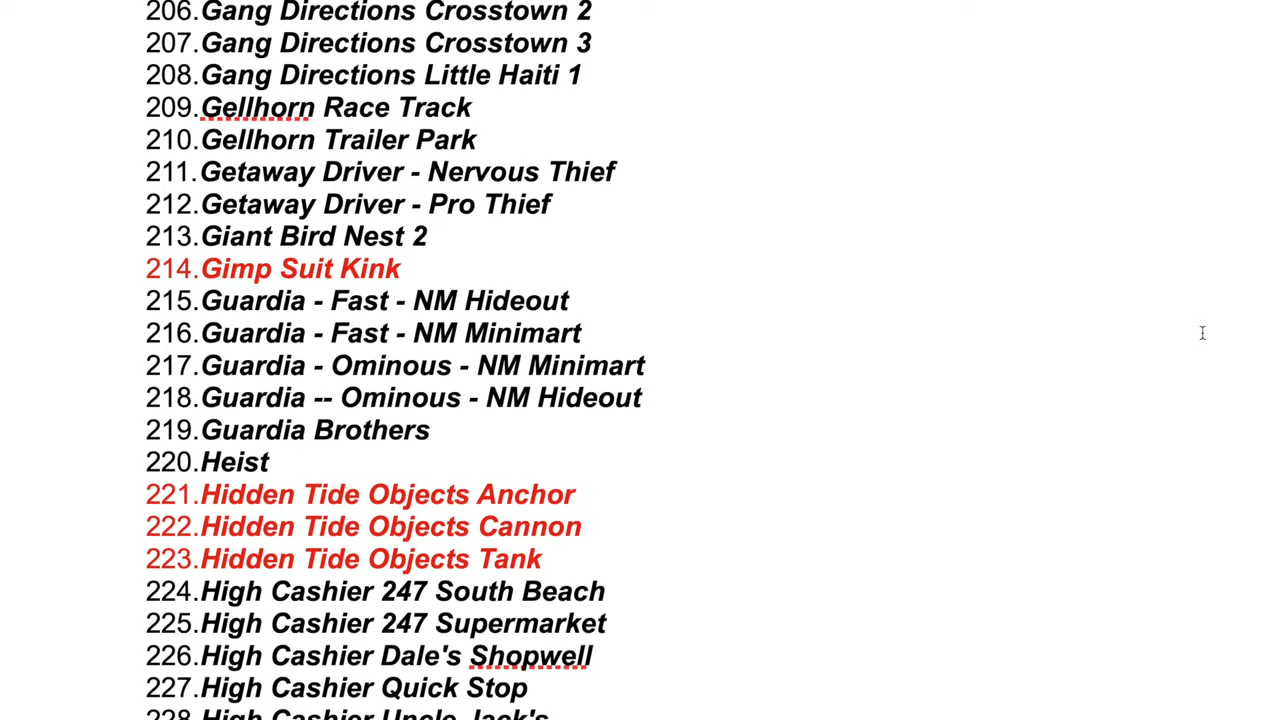 206.Gang Directions Crosstown 2
207.Gang Directions Crosstown 3
208.Gang Directions Little Haiti 1
209.Gellhorn Race Track
210.Gellhorn Trailer Park
211.Getaway Driver - Nervous Thief
212.Getaway Driver - Pro Thief
213.Giant Bird Nest 2
214.Gimp Suit Kink
215.Guardia - Fast - NM Hideout
216.Guardia - Fast - NM Minimart
217.Guardia - Ominous - NM Minimart
218.Guardia -- Ominous - NM Hideout
219.Guardia Brothers
220.Heist
221.Hidden Tide Objects Anchor
222.Hidden Tide Objects Cannon
223.Hidden Tide Objects Tank
224.High Cashier 247 South Beach
225.High Cashier 247 Supermarket
226.High Cashier Dale's Shopwell
227.High Cashier Quick Stop
228.High Cashier Uncle Jack's